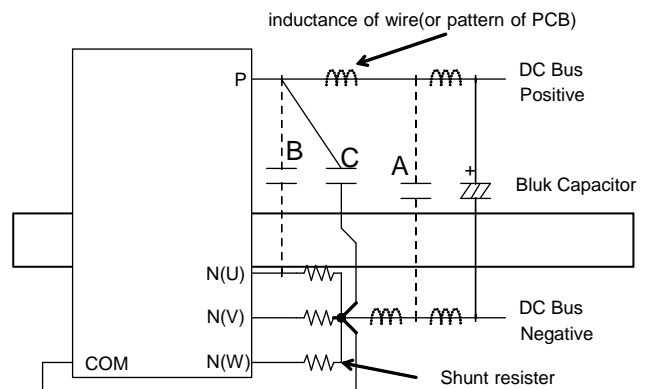 inductance of wire(or pattern of PCB)
P
DC Bus
Positive
B
C
A
+
Bluk Capacitor
N(U)
N(V)
DC Bus
Negative
COM
N(W)
Shunt resister